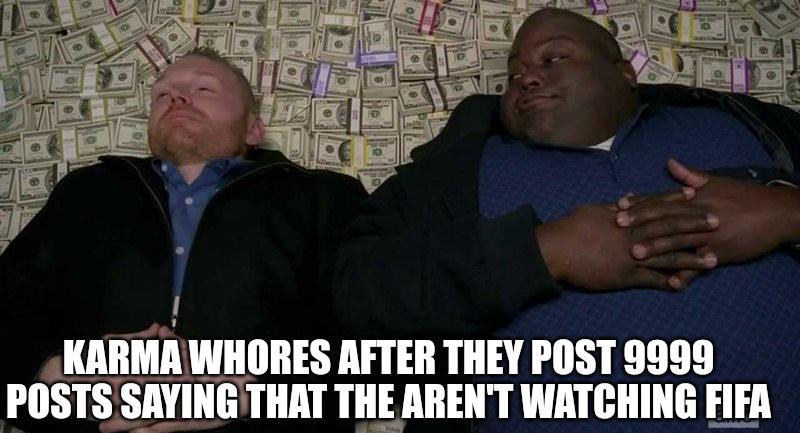 KARMA WHORES AFTER THEY POST 9999
POSTS SAYING THAT THE AREN'T WATCHING FIFA